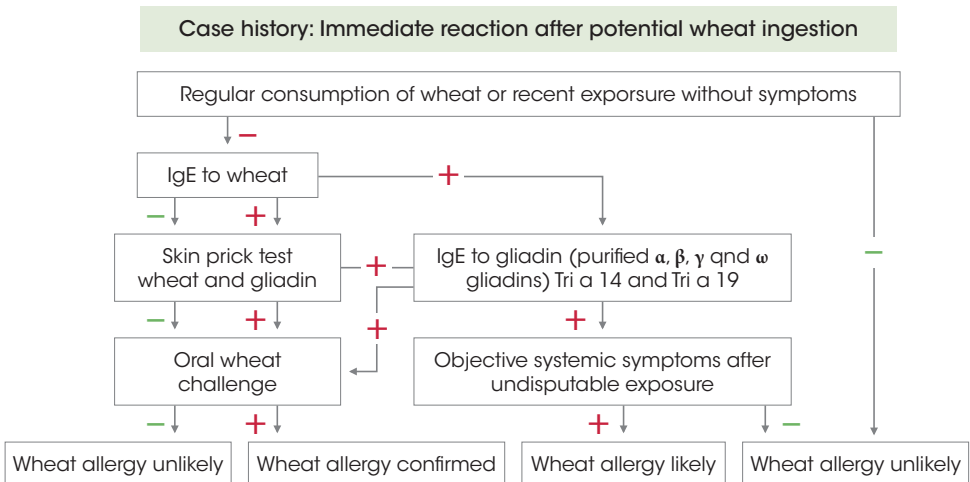 Case history: Immediate reaction after potential wheat ingestion
Regular consumption of wheat or recent exporsure without symptoms
−
IgE to wheat
+
− +
Skin prick test
wheat and gliadin
+
IgE to gliadin (purified α, β, γ qnd ω
gliadins) Tri a 14 and Tri a 19
−
− +
+
+
Oral wheat
challenge
Objective systemic symptoms after
undisputable exposure
− +
+ −
Wheat allergy unlikely
Wheat allergy confirmed
Wheat allergy likely
Wheat allergy unlikely